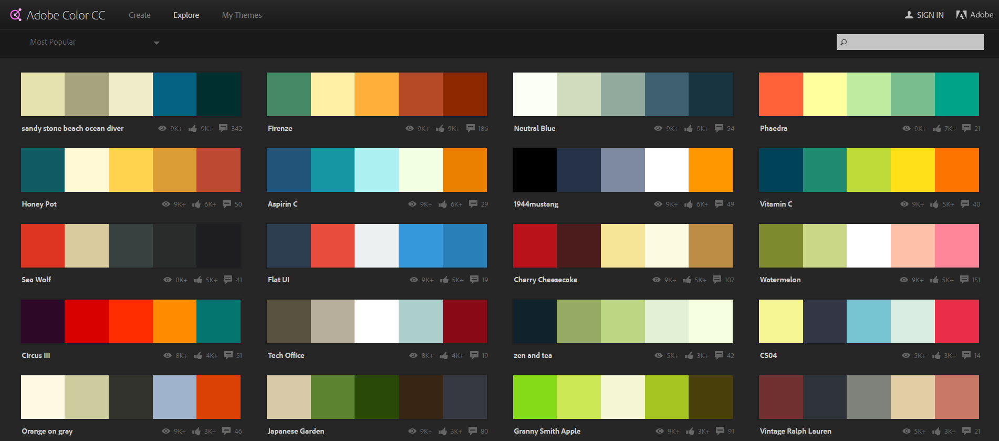 Adobe Color CC Create Explore My Themes SIGN IN Adobe
Most Popular
sandy stone beach ocean diver 9K+ 9K+ 342 Firenze 9K+ 9K+ 186 Neutral Blue 9K+ 9K+ 54 Phaedra 9K+ 7K+ 21
Honey Pot 9K+ 6K+ 50 Aspirin C 9K+ 6K+ 29 1944mustang 9K+ 6K+ 49 Vitamin C 9K+ 5K+ 40
Sea Wolf 8K+ 5K+ 41 Flat UI 9K+ 5K+ 19 Cherry Cheesecake 9K+ 5K+ 107 Watermelon 9K+ 5K+ 151
Circus III 8K+ 4K+ 51 Tech Office 8K+ 4K+ 19 zen and tea 5K+ 3K+ 42 CS04 5K+ 3K+ 14
Orange on gray 9K+ 3K+ 46 Japanese Garden 9K+ 3K+ 80 Granny Smith Apple 9K+ 3K+ 91 Vintage Ralph Lauren 5K+ 3K+ 21